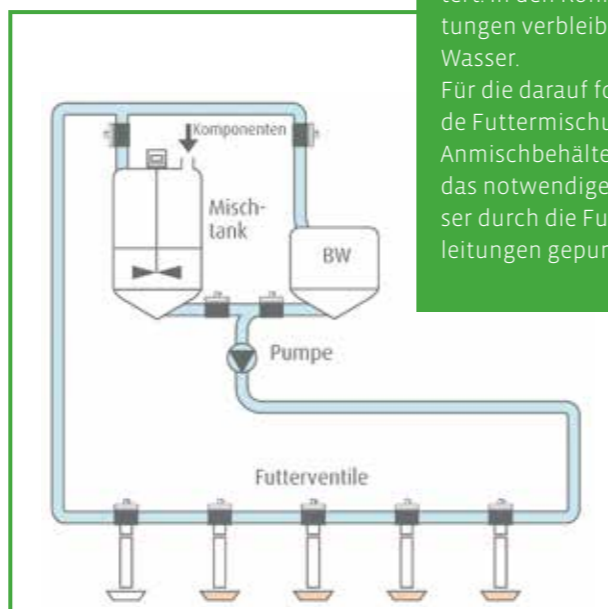 tungen verbleib
Wasser.
Für die darauf fo
de Futtermischu
Anmischbehälte
das notwendige
ser durch die Fu
leitungen gepum
Komponenten
Misch-
tank
BW
Pumpe
Futterventile